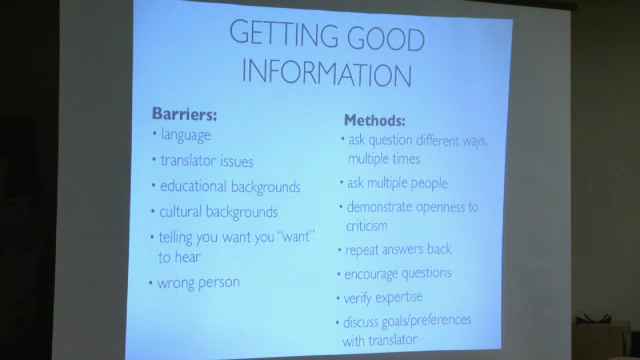 GETTING GOOD
INFORMATION
Barriers:
• language
• translator issues
• educational backgrounds
• cultural backgrounds
• telling you want you "want"
to hear
• wrong person
Methods:
• ask question different ways,
multiple times
• ask multiple people
• demonstrate openness to
criticism
• repeat answers back
• encourage questions
• verify expertise
• discuss goals/preferences
with translator